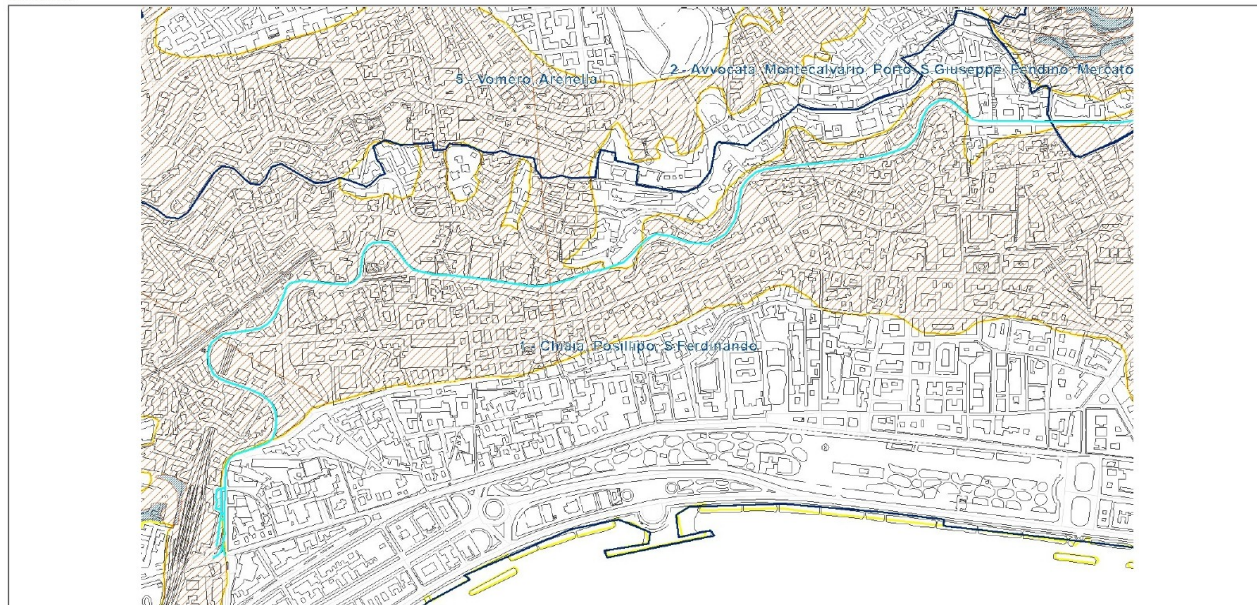 2 - Avvocata, Montecalvario, Porto, S.Giuseppe, Pendino, Mercato
5 - Vomero, Arenella
1 - Chiaia, Posillipo, S.Ferdinando